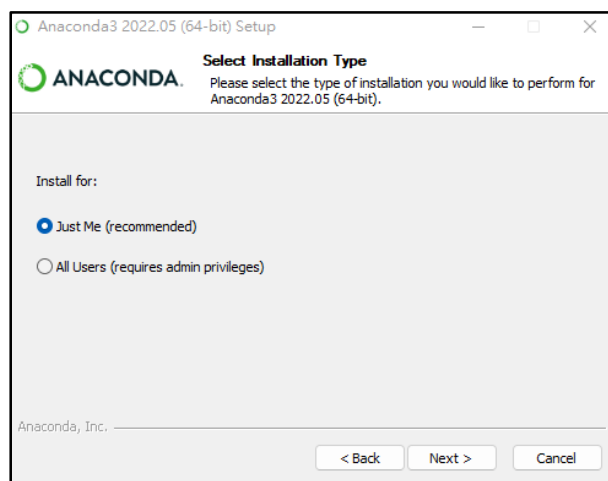 Anaconda3 2022.05 (64-bit) Setup
ANACONDA.
Select Installation Type
Please select the type of installation you would like to perform for
Anaconda3 2022.05 (64-bit).
Install for:
Just Me (recommended)
All Users (requires admin privileges)
Anaconda, Inc.
< Back Next > Cancel